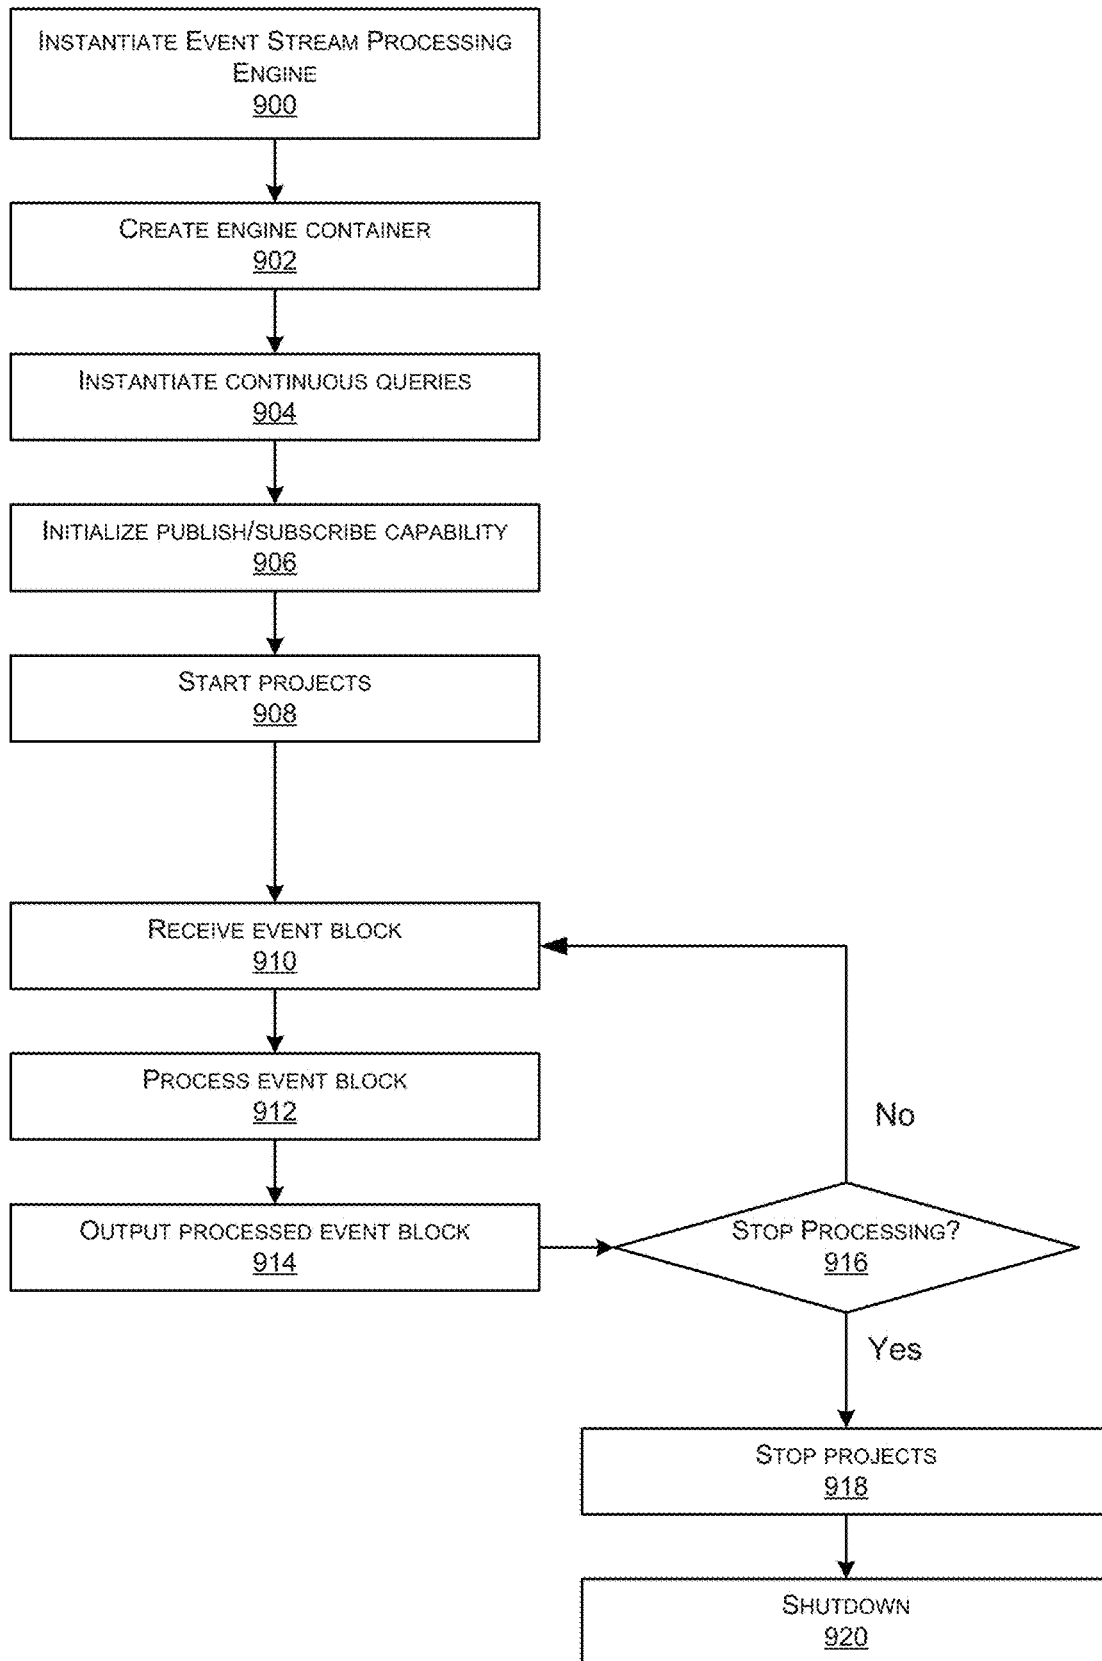 INSTANTIATE EVENT STREAM PROCESSING
ENGINE
900
CREATE ENGINE CONTAINER
902
INSTANTIATE CONTINUOUS QUERIES
904
INITIALIZE PUBLISH/SUBSCRIBE CAPABILITY
906
START PROJECTS
908
RECEIVE EVENT BLOCK
910
PROCESS EVENT BLOCK
912
OUTPUT PROCESSED EVENT BLOCK
914
STOP PROCESSING?
916
No
Yes
STOP PROJECTS
918
SHUTDOWN
920